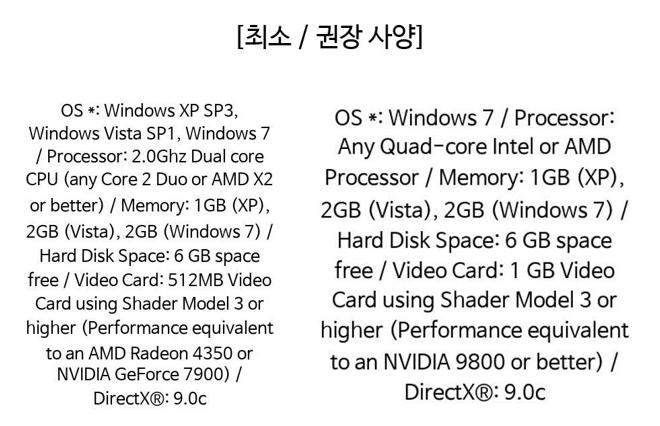 [최소 / 권장 사양]
OS *: Windows XP SP3,
Windows Vista SP1, Windows 7
/ Processor: 2.0Ghz Dual core
CPU (any Core 2 Duo or AMD X2
or better) / Memory: 1GB (XP),
2GB (Vista), 2GB (Windows 7) /
Hard Disk Space: 6 GB space
free / Video Card: 512MB Video
Card using Shader Model 3 or
higher (Performance equivalent
to an AMD Radeon 4350 or
NVIDIA GeForce 7900) /
DirectX®: 9.0c
OS *: Windows 7 / Processor:
Any Quad-core Intel or AMD
Processor / Memory: 1GB (XP),
2GB (Vista), 2GB (Windows 7) /
Hard Disk Space: 6 GB space
free / Video Card: 1 GB Video
Card using Shader Model 3 or
higher (Performance equivalent
to an NVIDIA 9800 or better) /
DirectX®: 9.0c